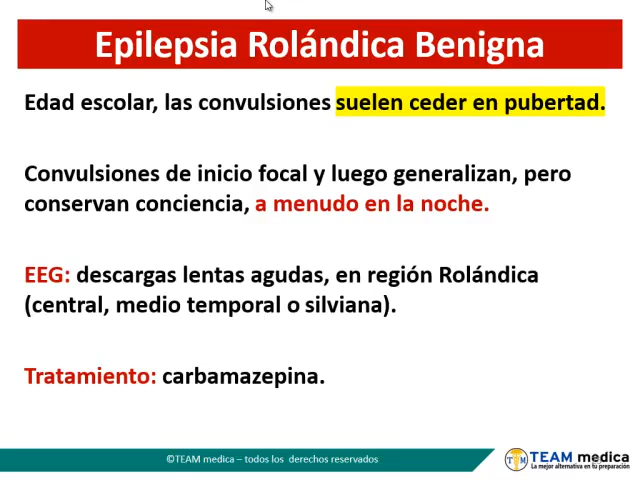 Epilepsia Rolándica Benigna
Edad escolar, las convulsiones suelen ceder en pubertad.
Convulsiones de inicio focal y luego generalizan, pero
conservan conciencia, a menudo en la noche.
EEG: descargas lentas agudas, en región Rolándica
(central, medio temporal o silviana).
Tratamiento: carbamazepina.
©TEAM medica – todos los derechos reservados
TM TEAM medica
La mejor alternativa en tu preparación